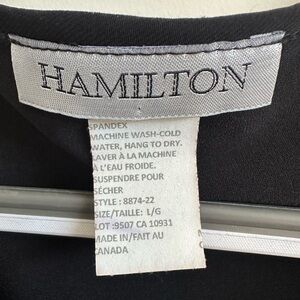 HAMILTON
SPANDEX
MACHINE WASH-COLD
WATER, HANG TO DRY.
LAVER À LA MACHINE
À L'EAU FROIDE.
SUSPENDRE POUR
SÉCHER
STYLE : 8874-22
SIZE/TAILLE: L/G
LOT :9507 CA 10931
MADE IN/FAIT AU
CANADA